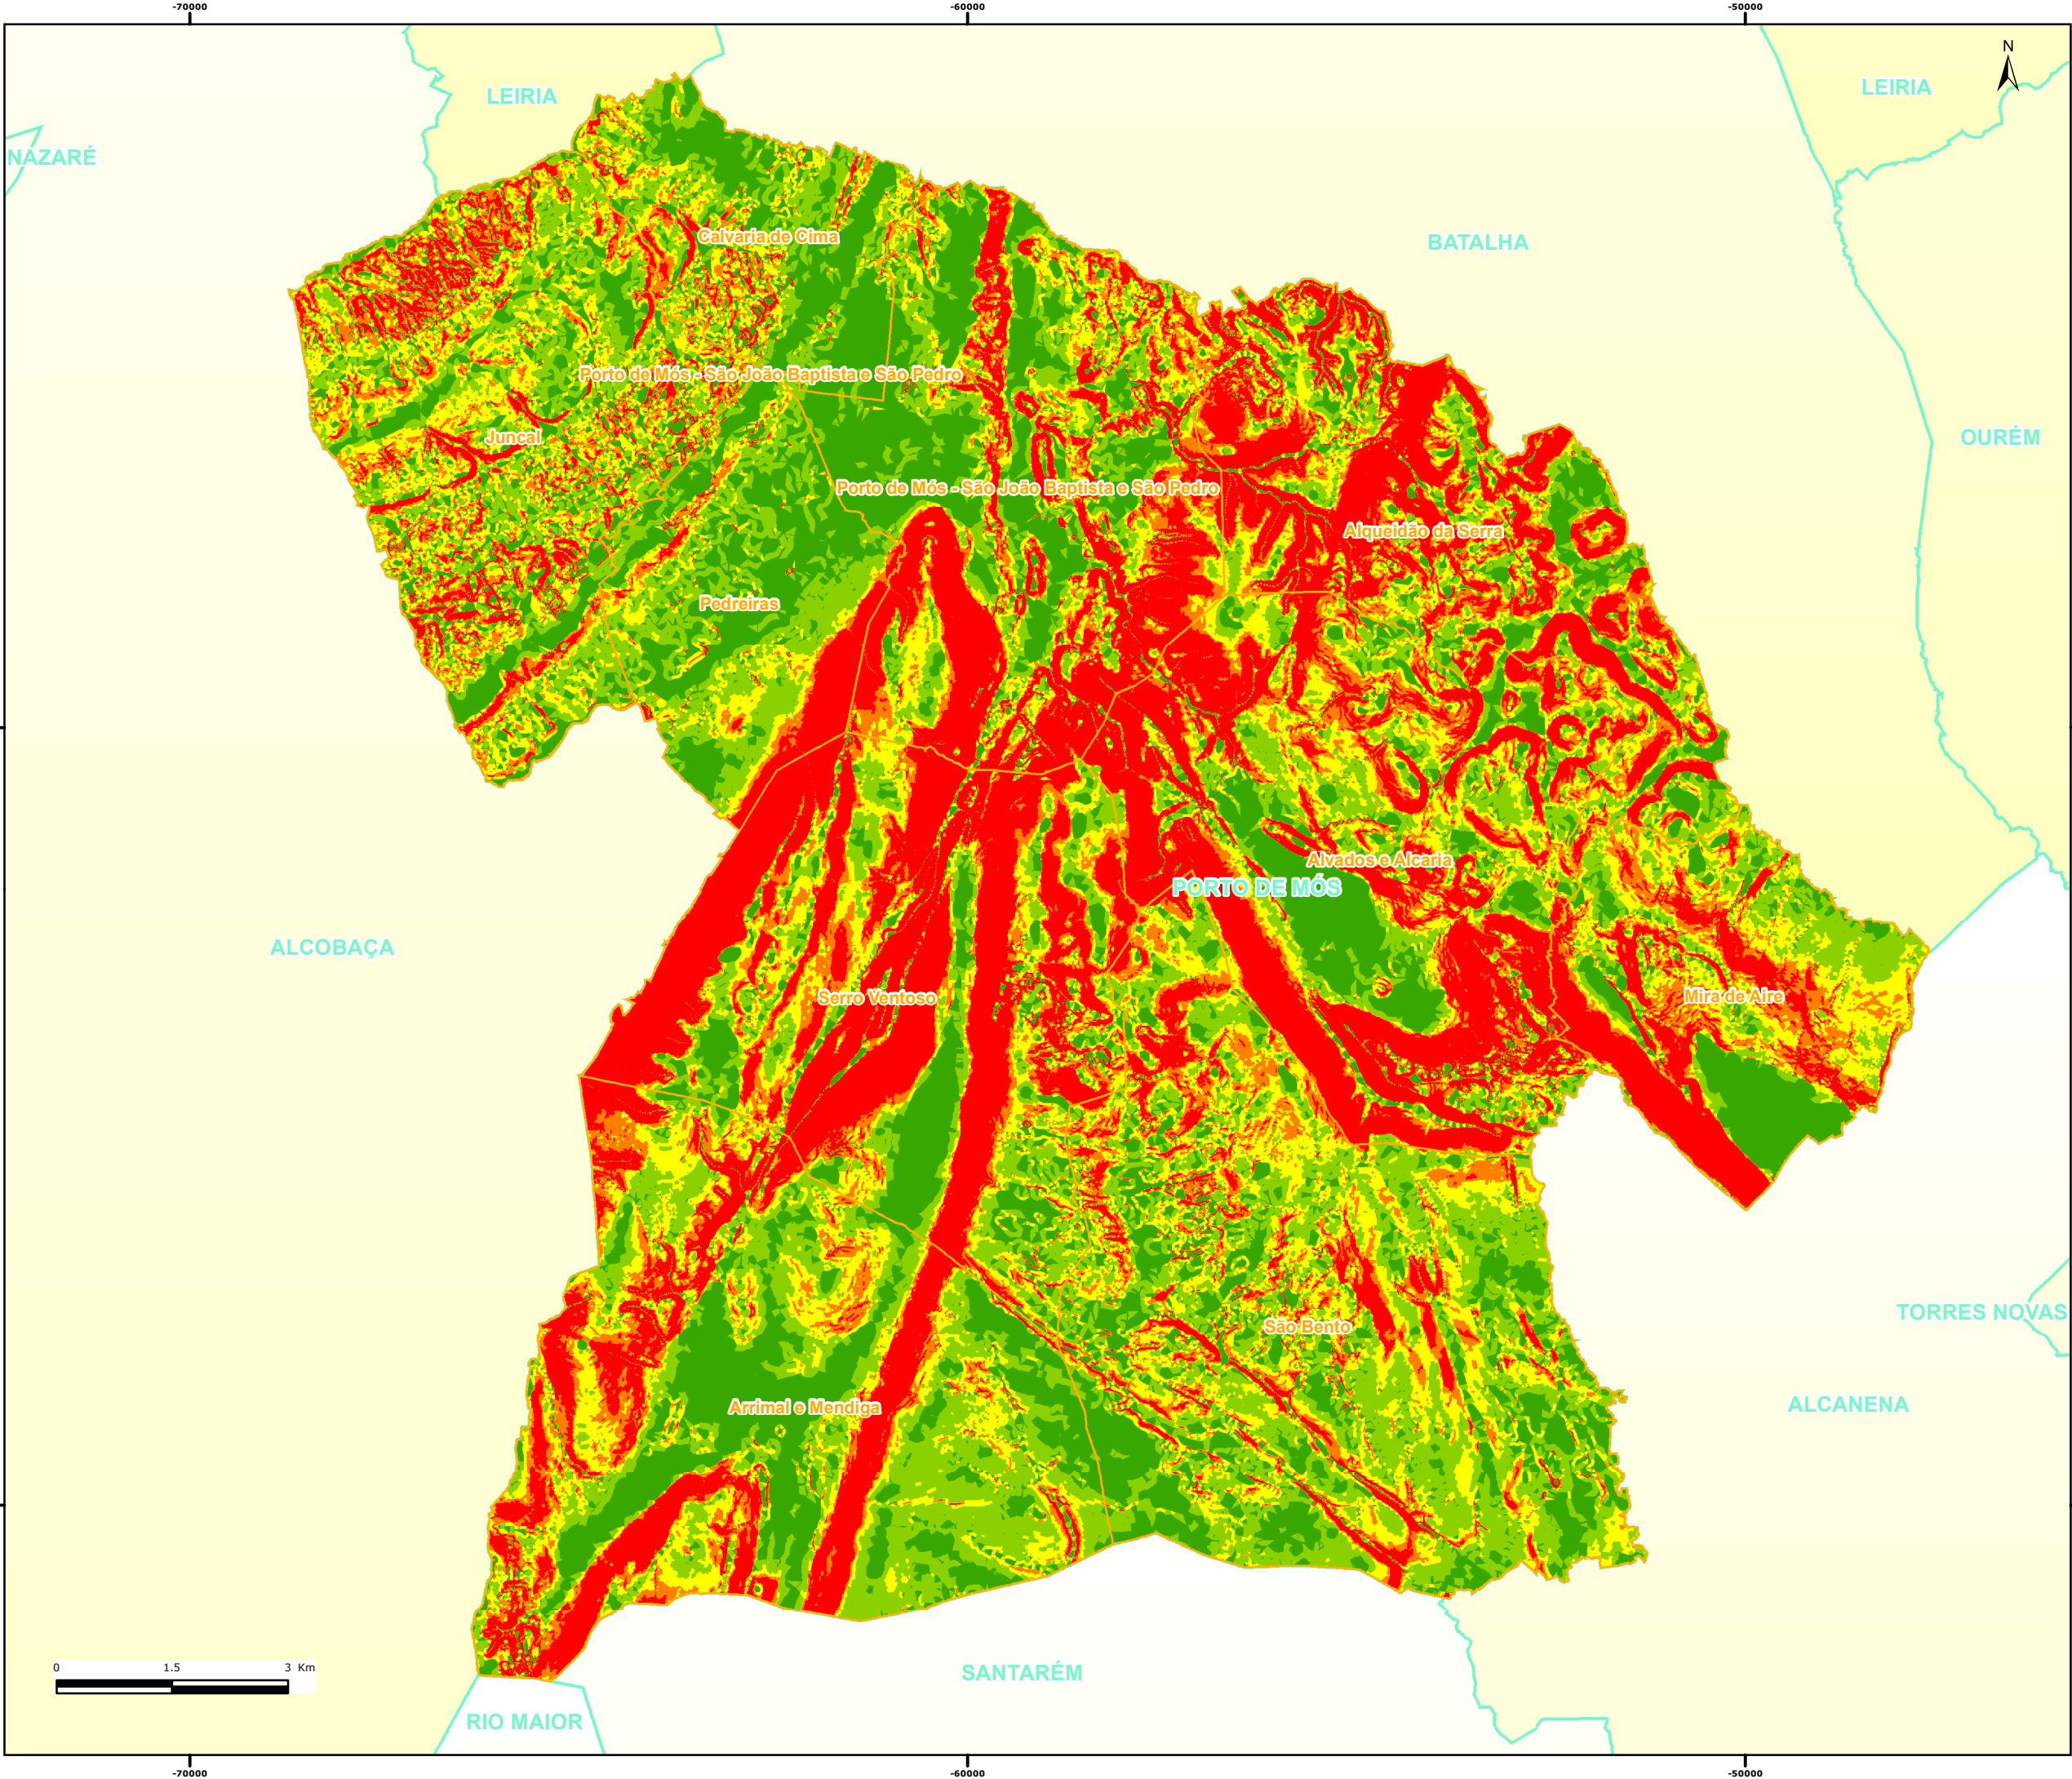 -70000
-60000
-50000
N
LEIRIA
LEIRIA
NAZARÉ
Calvaria de Cima
BATALHA
Porto de Mós - São João Baptista e São Pedro
Juncal
OURÉM
Porto de Mós - São João Baptista e São Pedro
Alqueidão da Serra
Pedreiras
Alvados e Alcaria
PORTO DE MÓS
ALCOBAÇA
Serro Ventoso
Mira de Aire
TORRES NOVAS
São Bento
Arrimal e Mendiga
ALCANENA
0 1.5 3 Km
SANTARÉM
RIO MAIOR
-70000
-60000
-50000